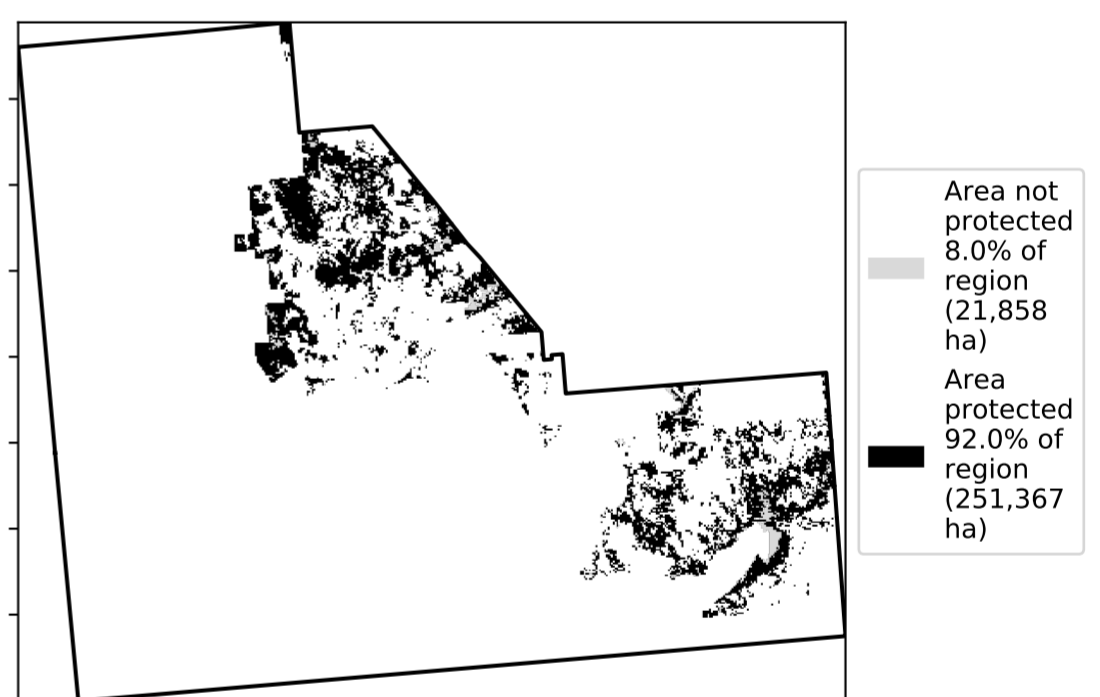 Area not
protected
8.0% of
region
(21,858
ha)
Area
protected
92.0% of
region
(251,367
ha)